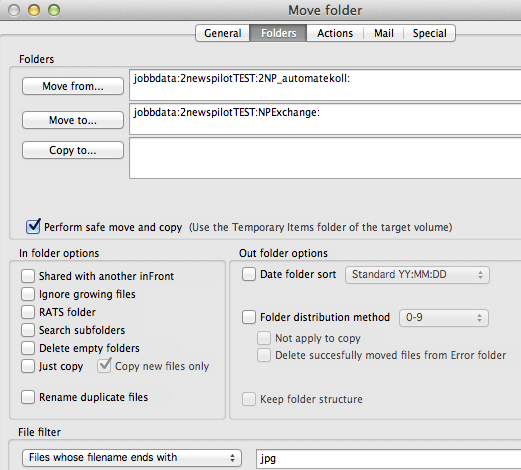 Move folder
General Folders Actions Mail Special
Folders
Move from... jobbdata:2newspilotTEST:2NP_automatekoll:
Move to... jobbdata:2newspilotTEST:NPExchange:
Copy to...
Perform safe move and copy (Use the Temporary Items folder of the target volume)
In folder options
Shared with another inFront
Ignore growing files
RATS folder
Search subfolders
Delete empty folders
Just copy Copy new files only
Rename duplicate files
Out folder options
Date folder sort Standard YY:MM:DD
Folder distribution method 0-9
Not apply to copy
Delete succesfully moved files from Error folder
Keep folder structure
File filter
Files whose filename ends with jpg